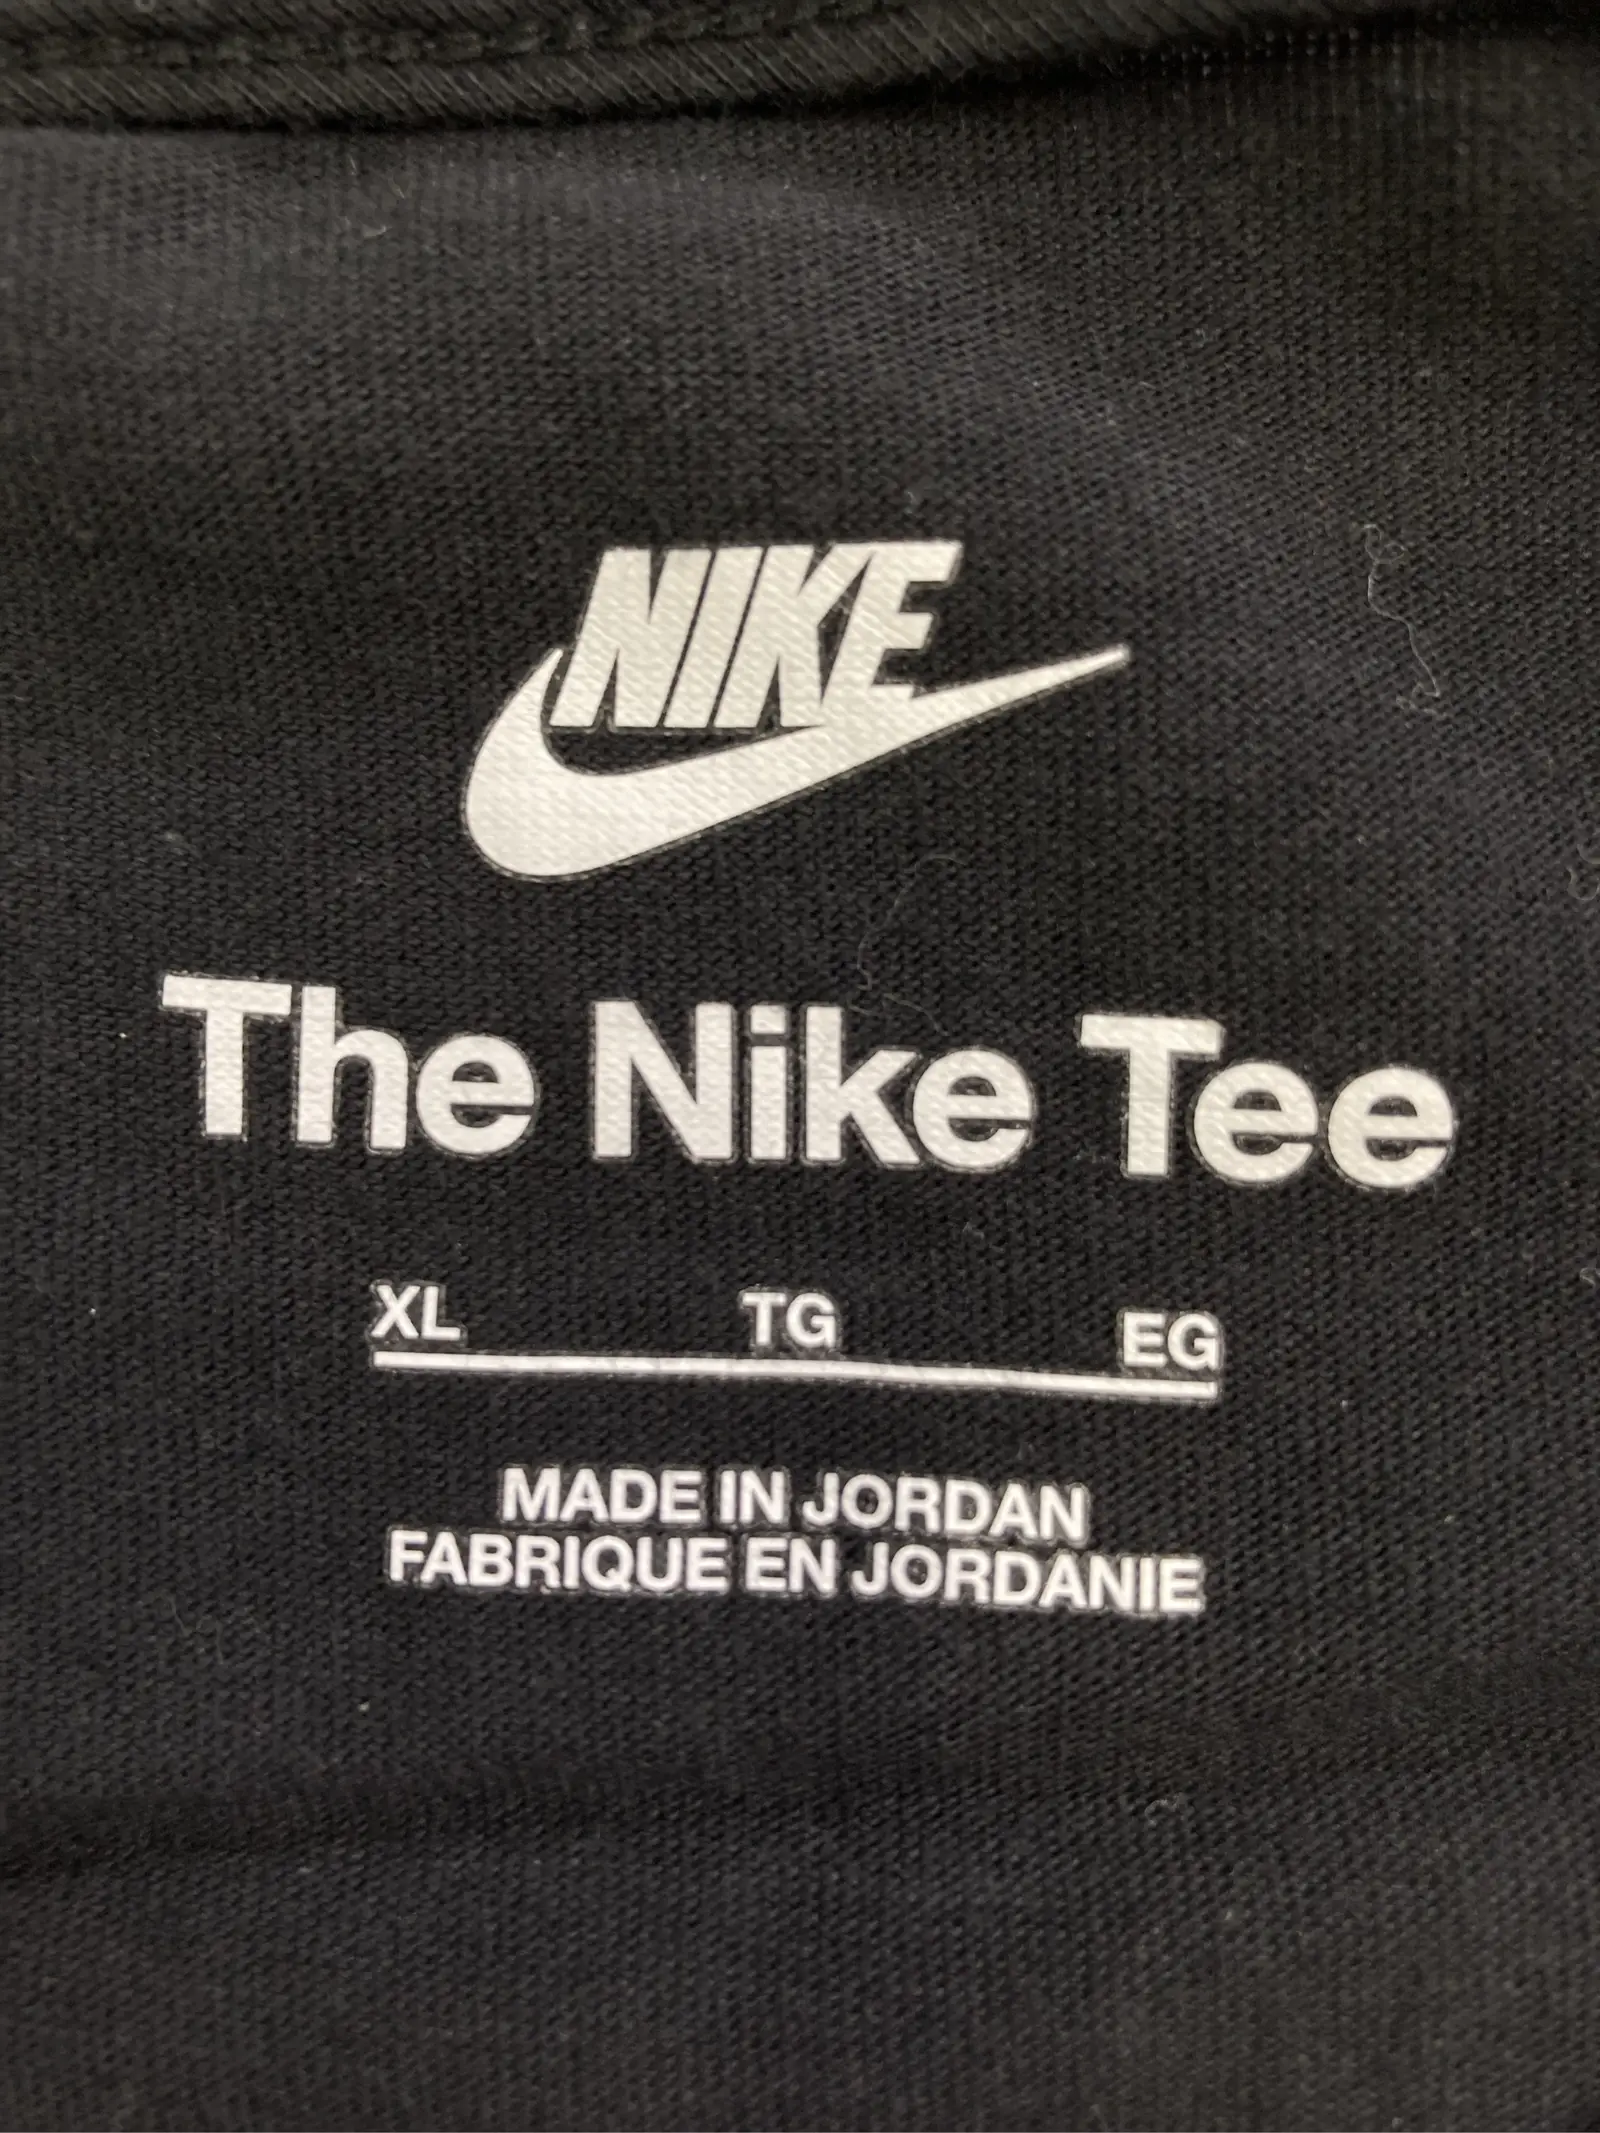 NIKE
The Nike Tee
XL TG EG
MADE IN JORDAN
FABRIQUE EN JORDANIE